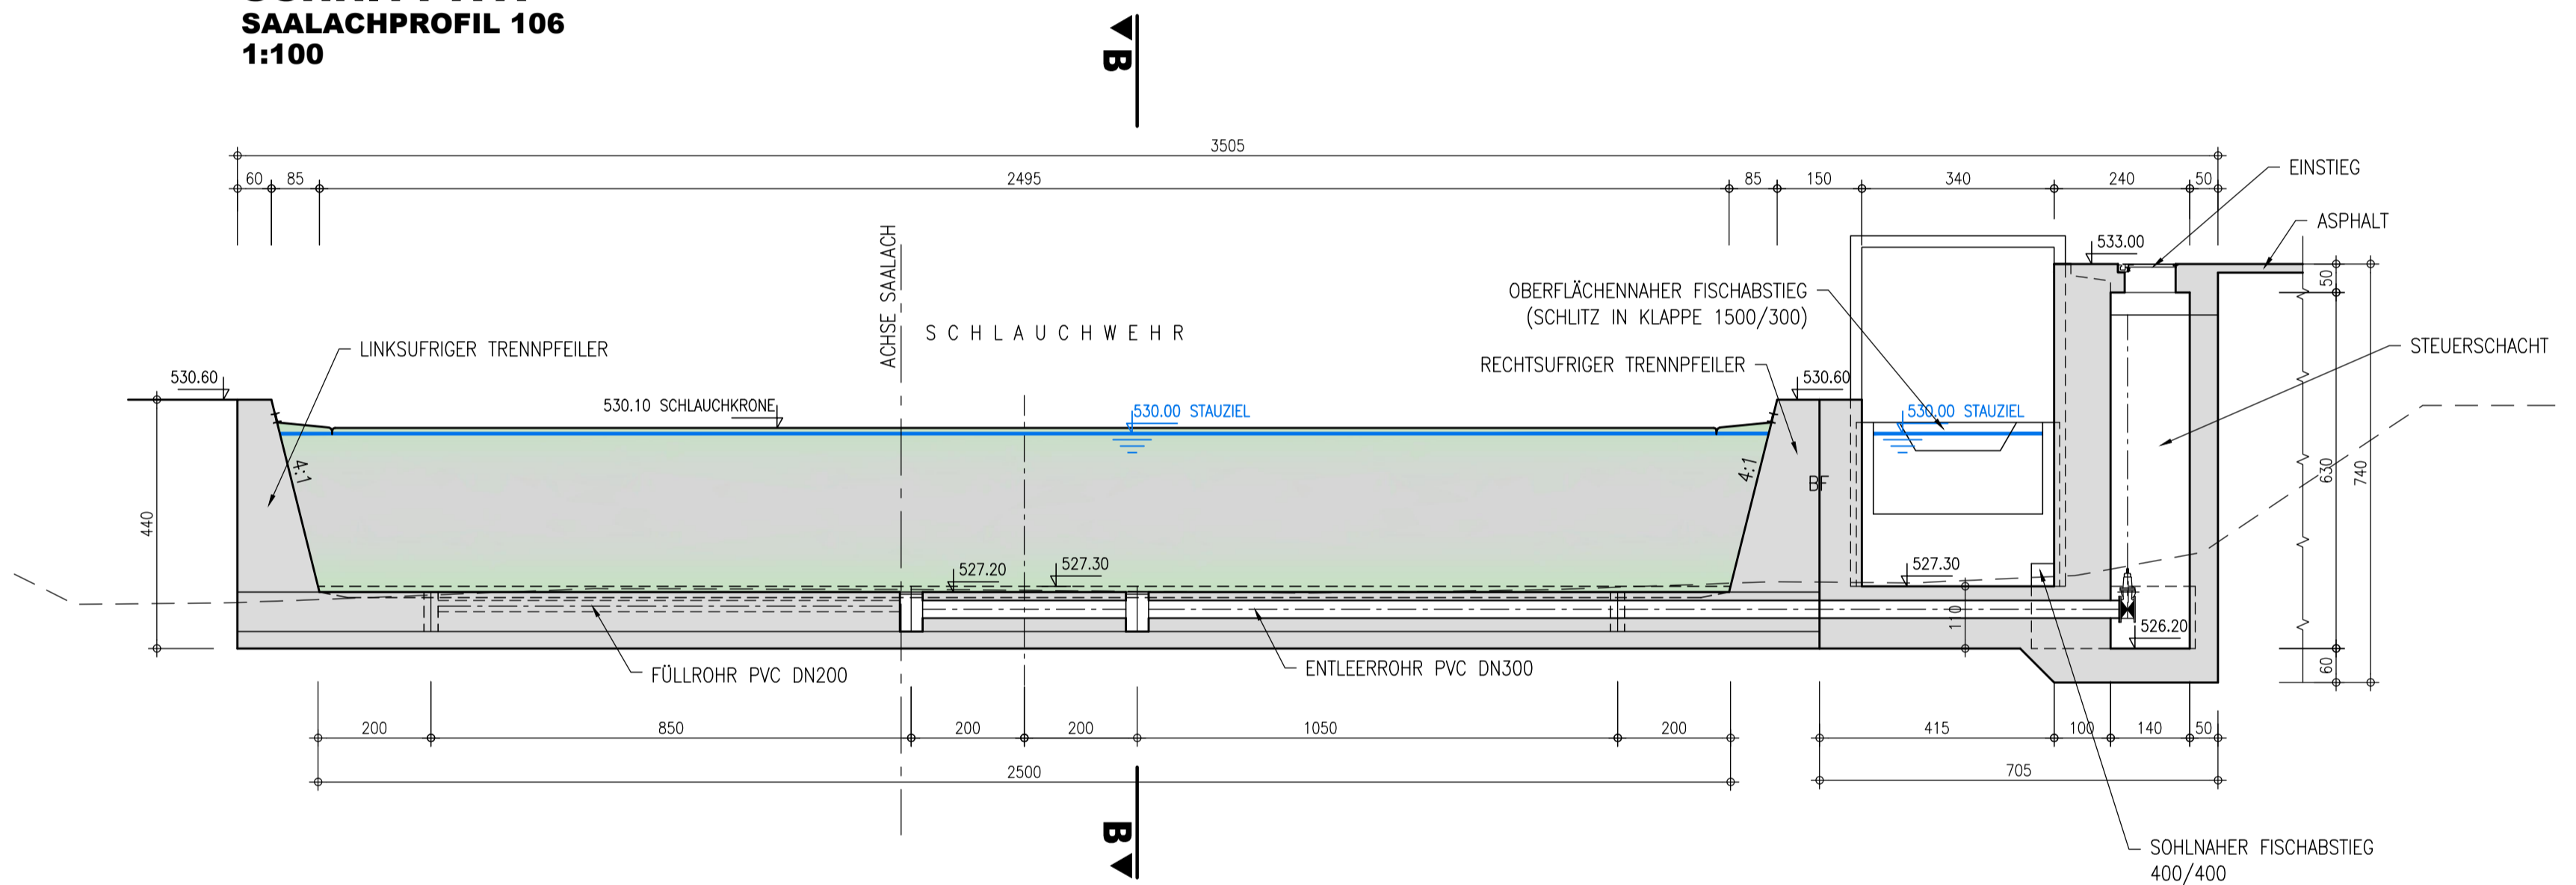 SAALACHPROFIL 106
1:100
B
3505
60
85
2495
85
150
340
240
50
EINSTIEG
ASPHALT
533.00
ACHSE SAALACH
SCHLAUCHWEHR
OBERFLÄCHENNAHER FISCHABSTIEG
(SCHLITZ IN KLAPPE 1500/300)
50
LINKSUFRIGER TRENNPFEILER
RECHTSUFRIGER TRENNPFEILER
STEUERSCHACHT
530.60
530.10 SCHLAUCHKRONE
530.00 STAUZIEL
530.60
530.00 STAUZIEL
4:1
4:1
BF
630
740
440
527.20
527.30
527.30
110
526.20
60
FÜLLROHR PVC DN200
ENTLEERROHR PVC DN300
200
850
200
200
1050
200
415
100
140
50
2500
705
B
SOHLNAHER FISCHABSTIEG
400/400